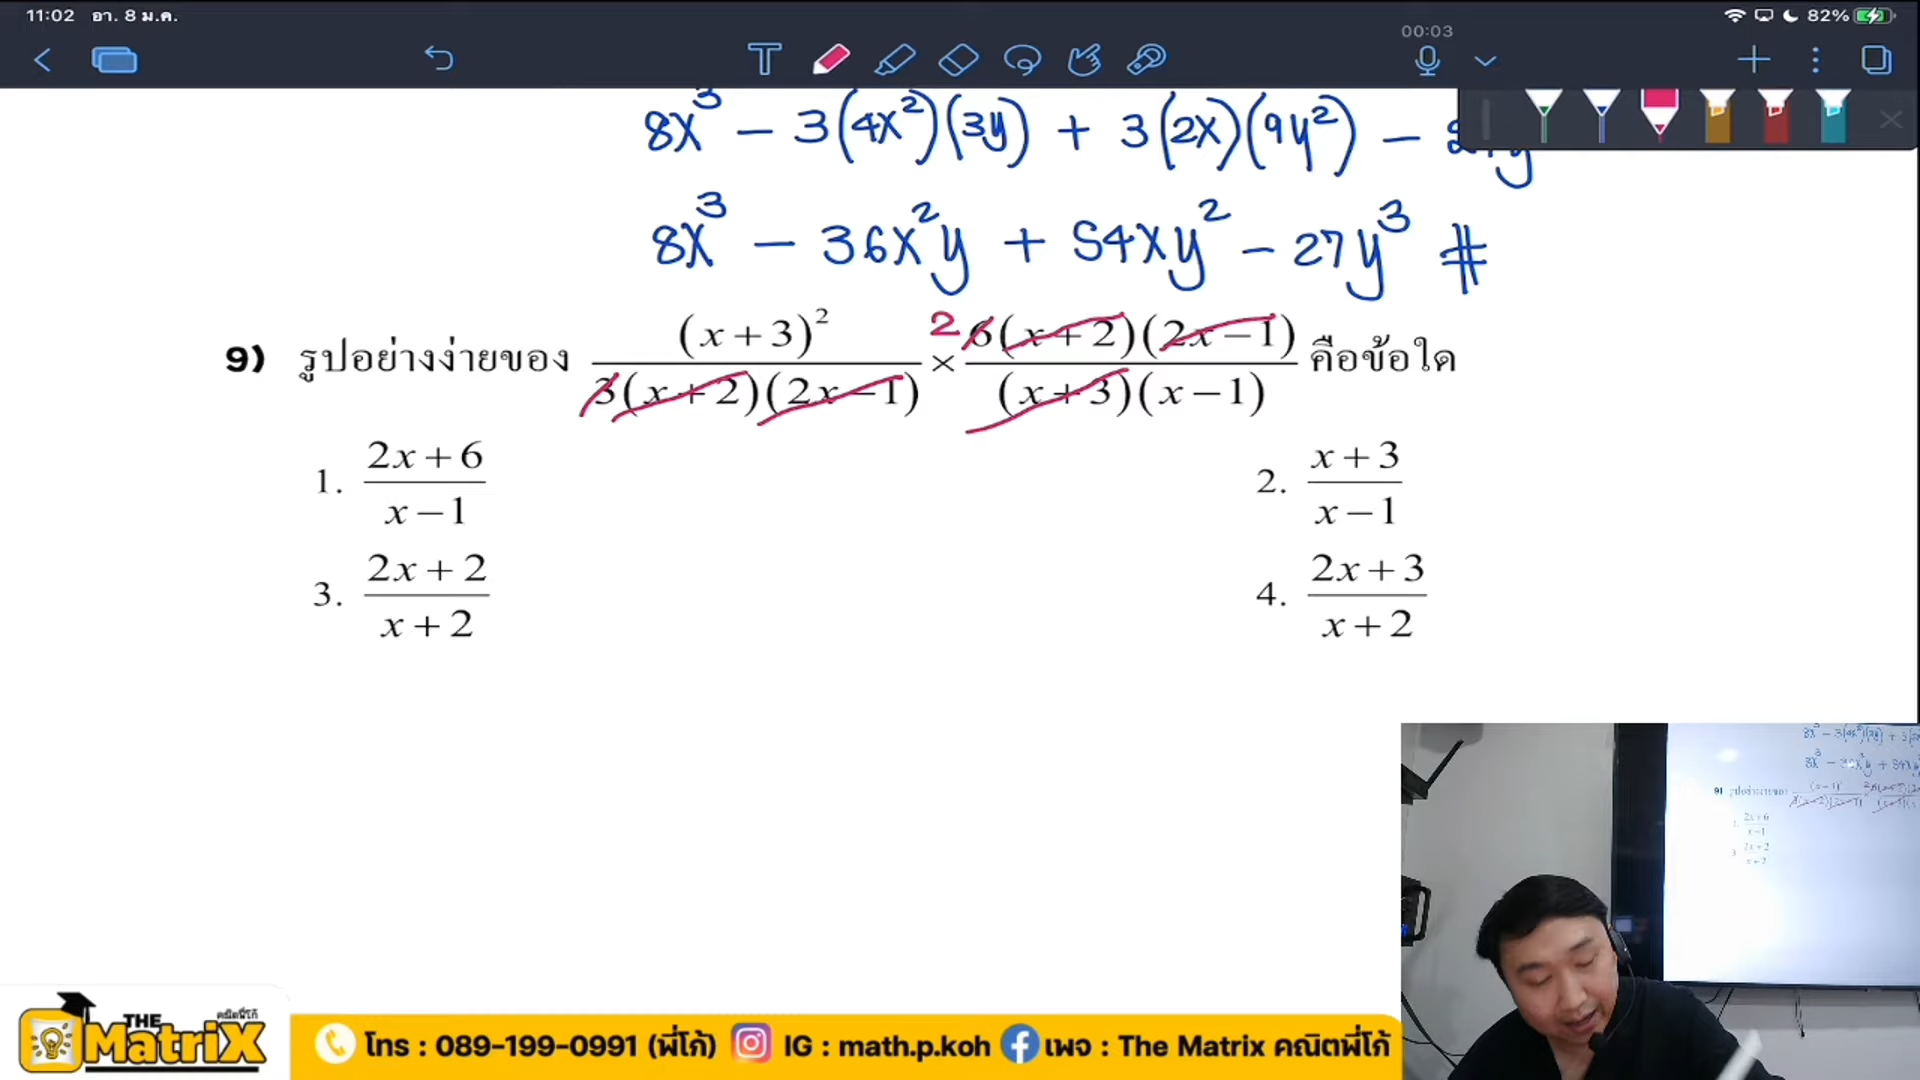 11:02 อา. 8 ม.ค.
82%
00:03
8x³ - 3(4x²)(3y) + 3(2x)(9y²) -
8x³ - 36x²y + 54xy² - 27y³ #
9) รูปอย่างง่ายของ (x+3)² / 3(x+2)(2x-1) × 2 6(x+2)(2x-1) / (x+3)(x-1) คือข้อใด
1. 2x+6 / x-1
2. x+3 / x-1
3. 2x+2 / x+2
4. 2x+3 / x+2
คณิตพี่โก้
THE
MatriX
โทร : 089-199-0991 (พี่โก้) IG : math.p.koh เพจ : The Matrix คณิตพี่โก้